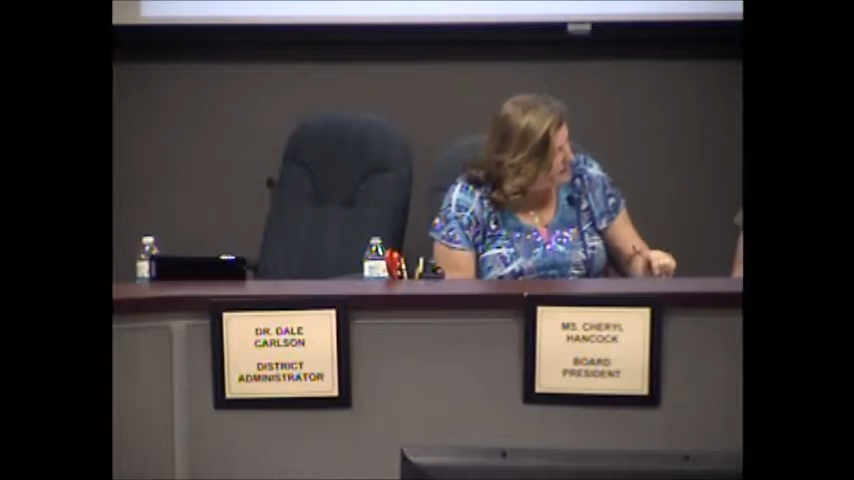 DR. DALE
CARLSON
DISTRICT
ADMINISTRATOR
MS. CHERYL
HANCOCK
BOARD
PRESIDENT